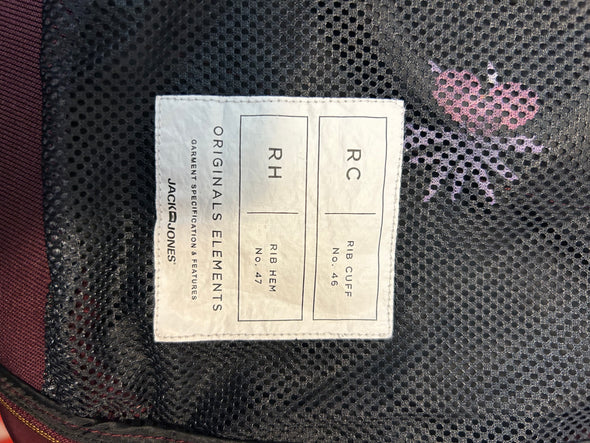 RC
RIB CUFF
No. 46
RH
RIB HEM
No. 47
ORIGINALS ELEMENTS
GARMENT SPECIFICATION & FEATURES
JACK JONES®